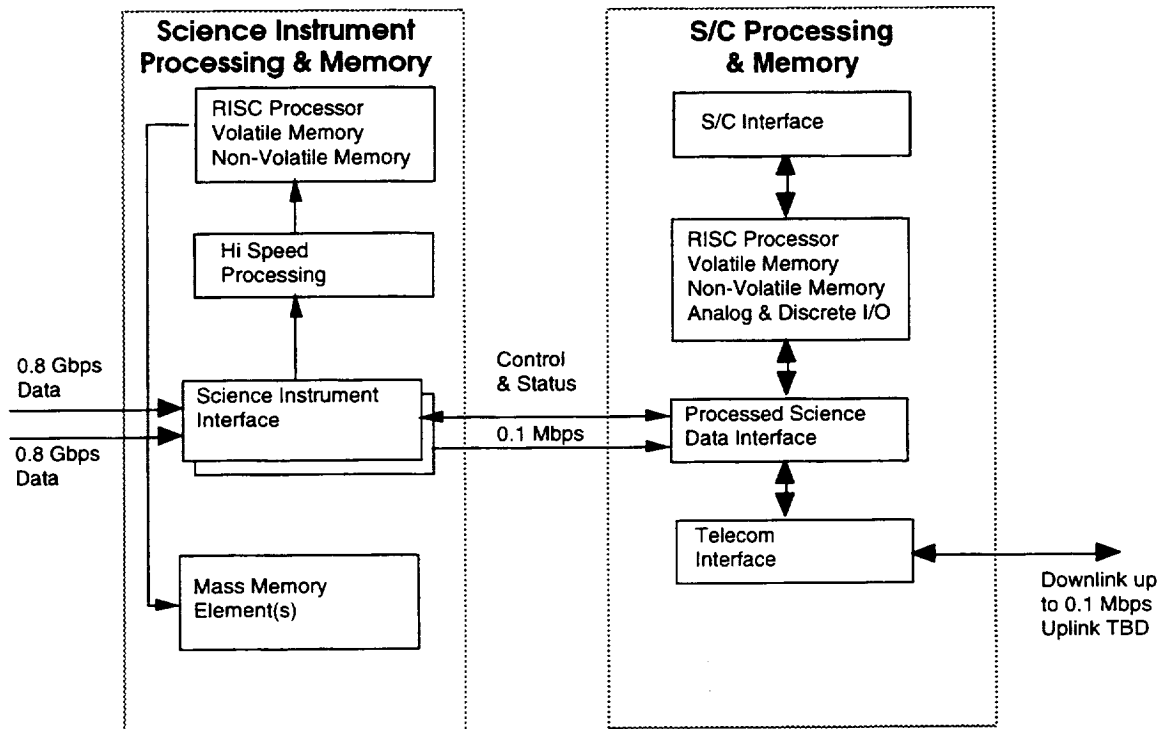 Science Instrument
Processing & Memory
RISC Processor
Volatile Memory
Non-Volatile Memory
Hi Speed
Processing
0.8 Gbps
Data
0.8 Gbps
Data
Science Instrument
Interface
Mass Memory
Element(s)
Control
& Status
0.1 Mbps
S/C Processing
& Memory
S/C Interface
RISC Processor
Volatile Memory
Non-Volatile Memory
Analog & Discrete I/O
Processed Science
Data Interface
Telecom
Interface
Downlink up
to 0.1 Mbps
Uplink TBD